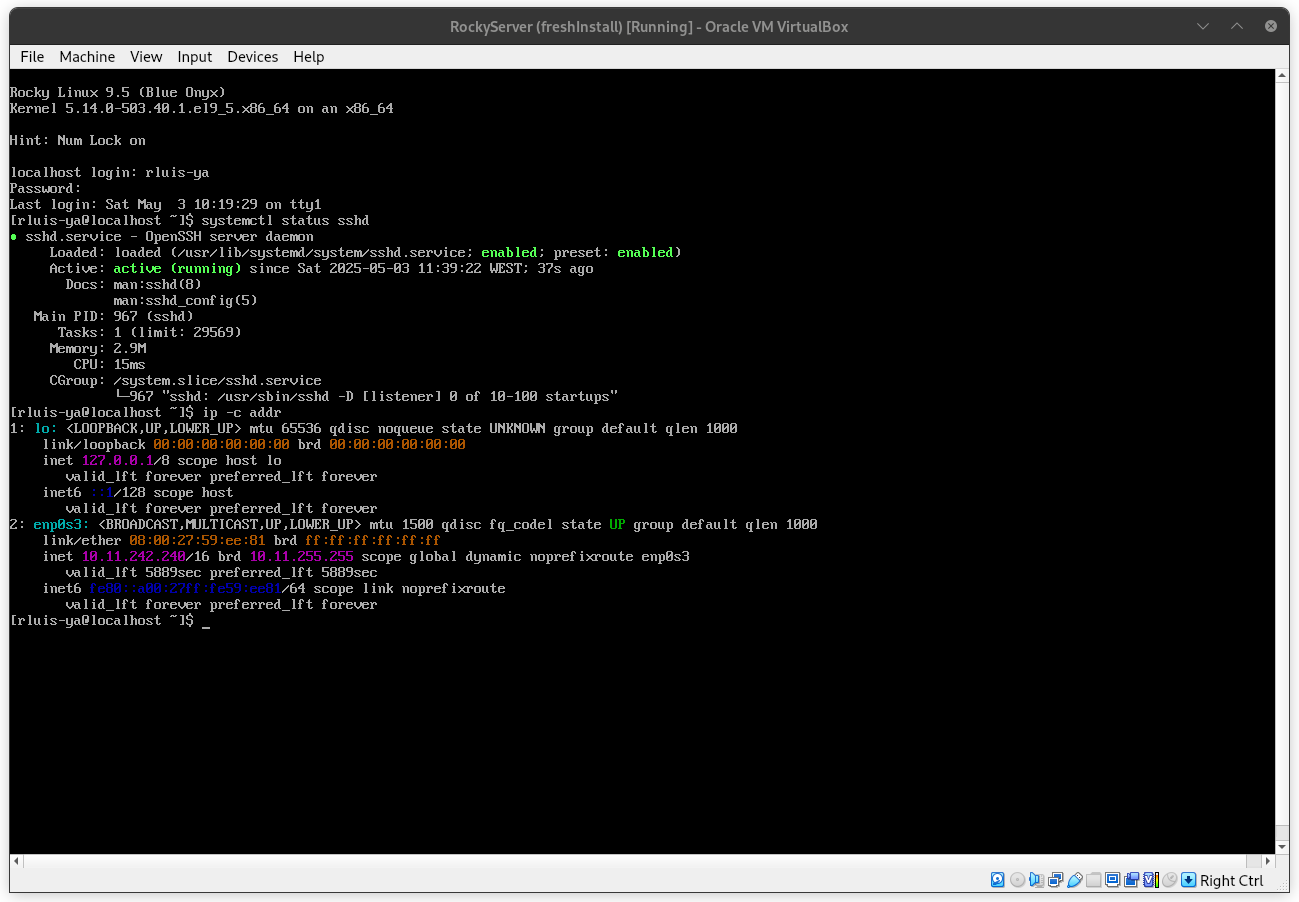 RockyServer (freshInstall) [Running] - Oracle VM VirtualBox
File Machine View Input Devices Help
Rocky Linux 9.5 (Blue Onyx)
Kernel 5.14.0-503.40.1.el9_5.x86_64 on an x86_64
Hint: Num Lock on
localhost login: rluis-ya
Password:
Last login: Sat May  3 10:19:29 on tty1
[rluis-ya@localhost ~]$ systemctl status sshd
● sshd.service - OpenSSH server daemon
     Loaded: loaded (/usr/lib/systemd/system/sshd.service; enabled; preset: enabled)
     Active: active (running) since Sat 2025-05-03 11:39:22 WEST; 37s ago
       Docs: man:sshd(8)
             man:sshd_config(5)
   Main PID: 967 (sshd)
      Tasks: 1 (limit: 29569)
     Memory: 2.9M
        CPU: 15ms
     CGroup: /system.slice/sshd.service
             └─967 "sshd: /usr/sbin/sshd -D [listener] 0 of 10-100 startups"
[rluis-ya@localhost ~]$ ip -c addr
1: lo: <LOOPBACK,UP,LOWER_UP> mtu 65536 qdisc noqueue state UNKNOWN group default qlen 1000
    link/loopback 00:00:00:00:00:00 brd 00:00:00:00:00:00
    inet 127.0.0.1/8 scope host lo
       valid_lft forever preferred_lft forever
    inet6 ::1/128 scope host
       valid_lft forever preferred_lft forever
2: enp0s3: <BROADCAST,MULTICAST,UP,LOWER_UP> mtu 1500 qdisc fq_codel state UP group default qlen 1000
    link/ether 08:00:27:59:ee:81 brd ff:ff:ff:ff:ff:ff
    inet 10.11.242.240/16 brd 10.11.255.255 scope global dynamic noprefixroute enp0s3
       valid_lft 5889sec preferred_lft 5889sec
    inet6 fe80::a00:27ff:fe59:ee81/64 scope link noprefixroute
       valid_lft forever preferred_lft forever
[rluis-ya@localhost ~]$ _
Right Ctrl